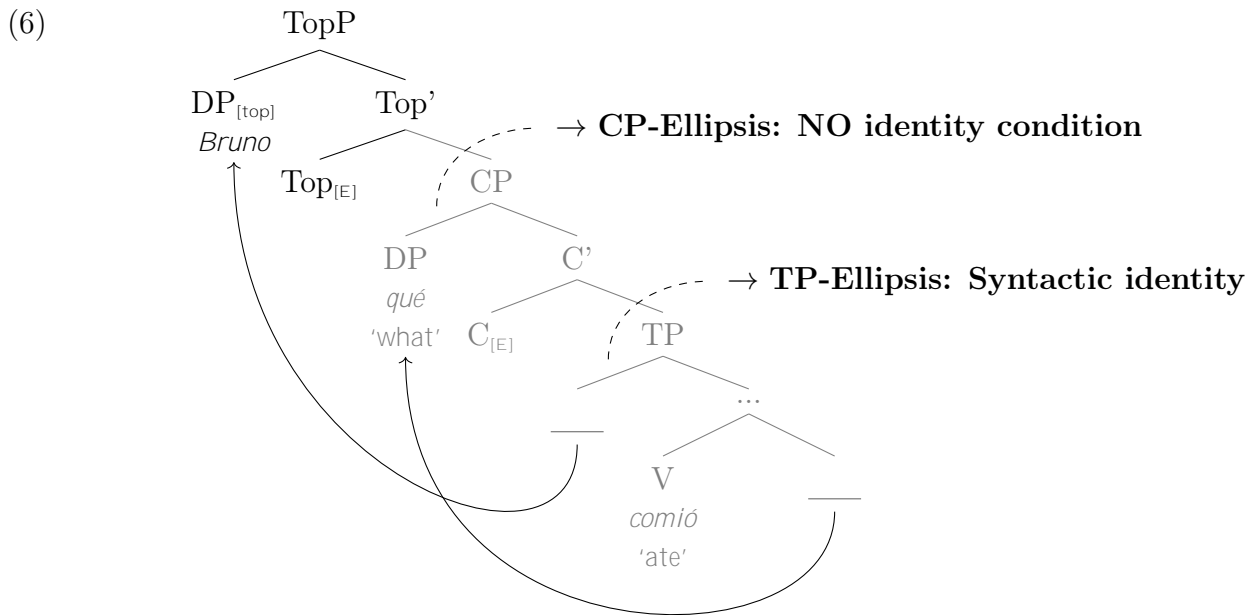 (6)
TopP
DP[top] Top'
Bruno
→ CP-Ellipsis: NO identity condition
Top[E] CP
DP C'
qué
→ TP-Ellipsis: Syntactic identity
'what' C[E] TP
...
V
comió
'ate'